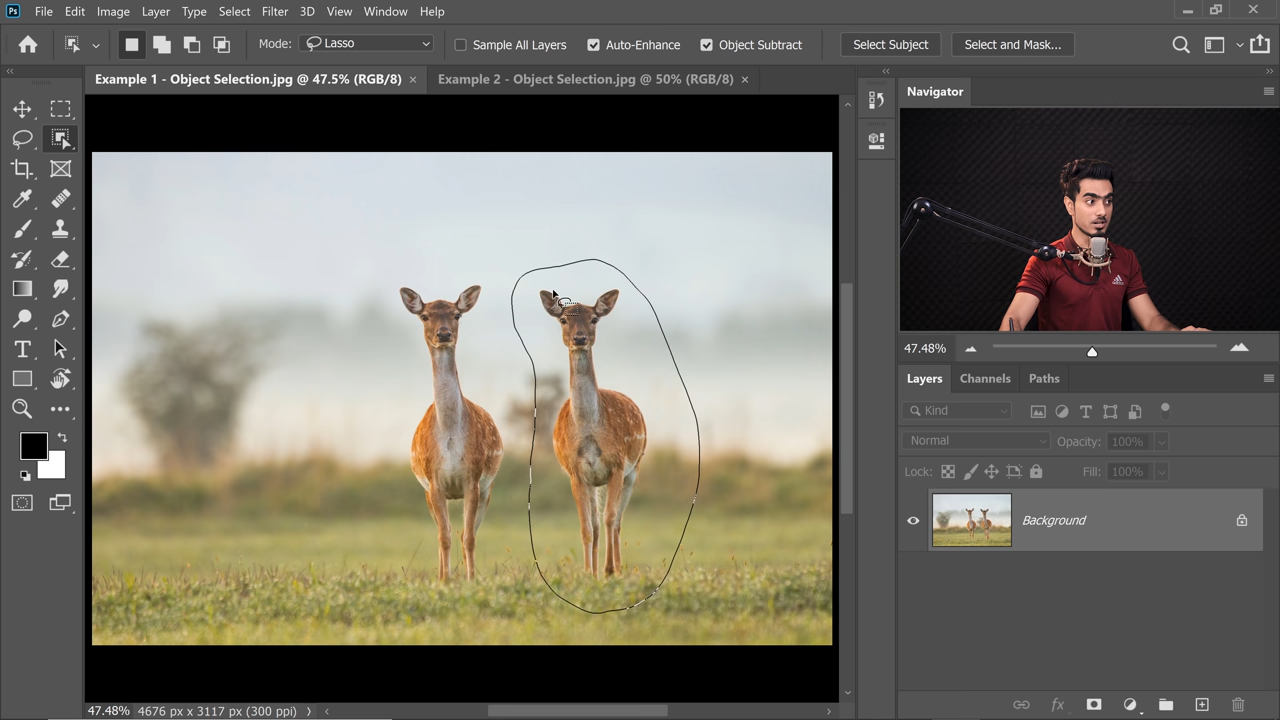 Ps File Edit Image Layer Type Select Filter 3D View Window Help
Mode: Lasso Sample All Layers Auto-Enhance Object Subtract Select Subject Select and Mask...
Example 1 - Object Selection.jpg @ 47.5% (RGB/8) × Example 2 - Object Selection.jpg @ 50% (RGB/8) ×
Navigator
47.48%
Layers Channels Paths
Kind
Normal Opacity: 100%
Lock: Fill: 100%
Background
fx
47.48% 4676 px x 3117 px (300 ppi)